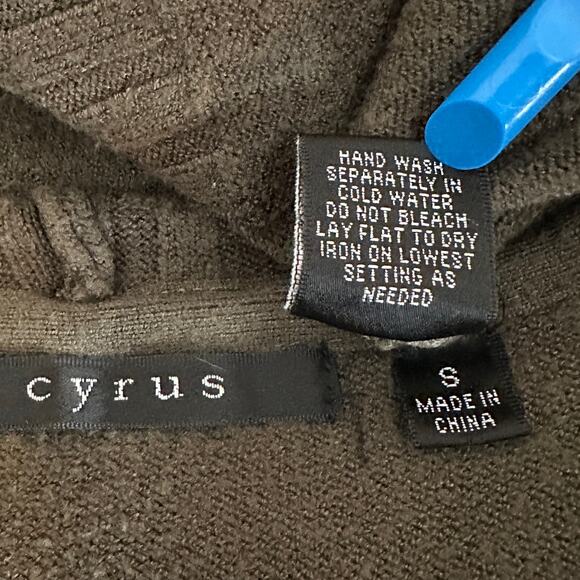 HAND WASH
SEPARATELY IN
COLD WATER
DO NOT BLEACH
LAY FLAT TO DRY
IRON ON LOWEST
SETTING AS
NEEDED
cyrus
S
MADE IN
CHINA